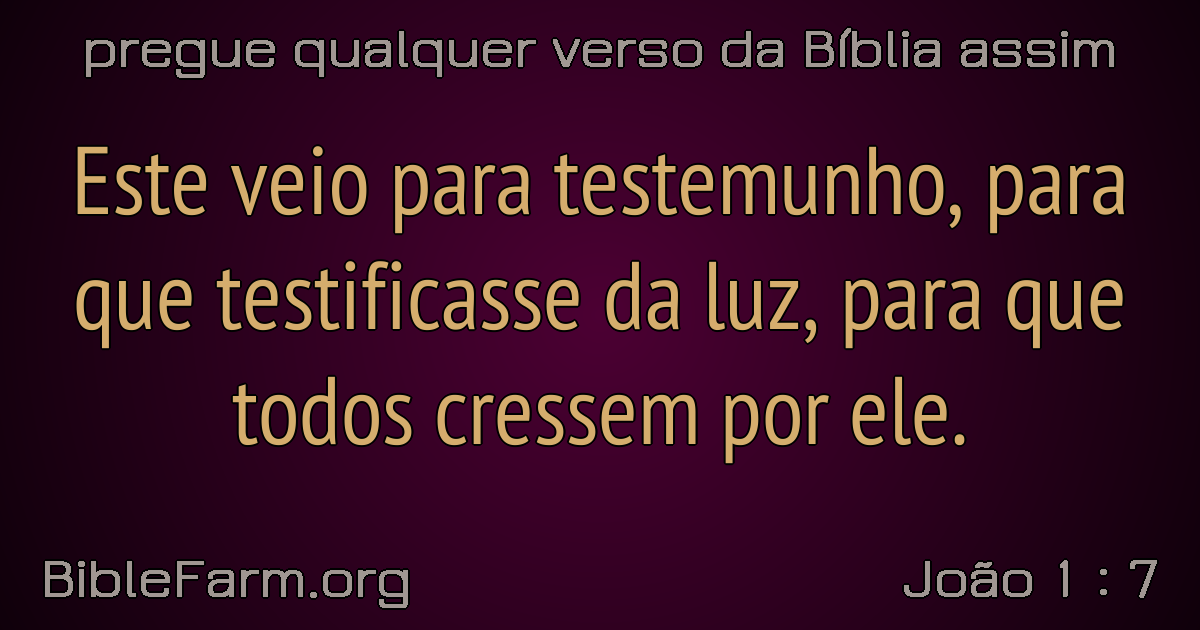 pregue qualquer verso da Bíblia assim
Este veio para testemunho, para
que testificasse da luz, para que
todos cressem por ele.
BibleFarm.org
João 1 : 7